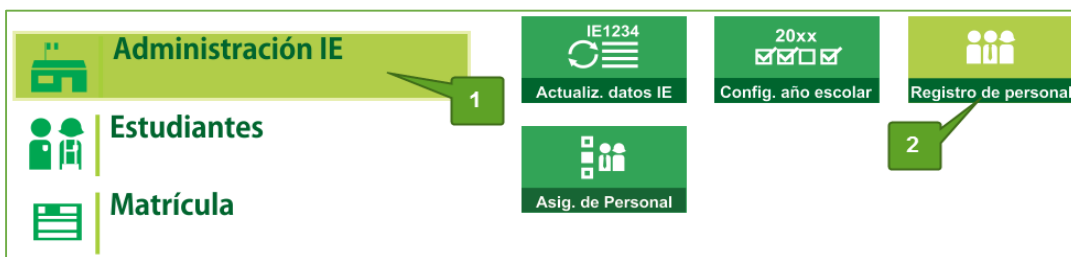 Administración IE
1
Estudiantes
Matrícula
IE1234
Actualiz. datos IE
20xx
Config. año escolar
Registro de personal
2
Asig. de Personal